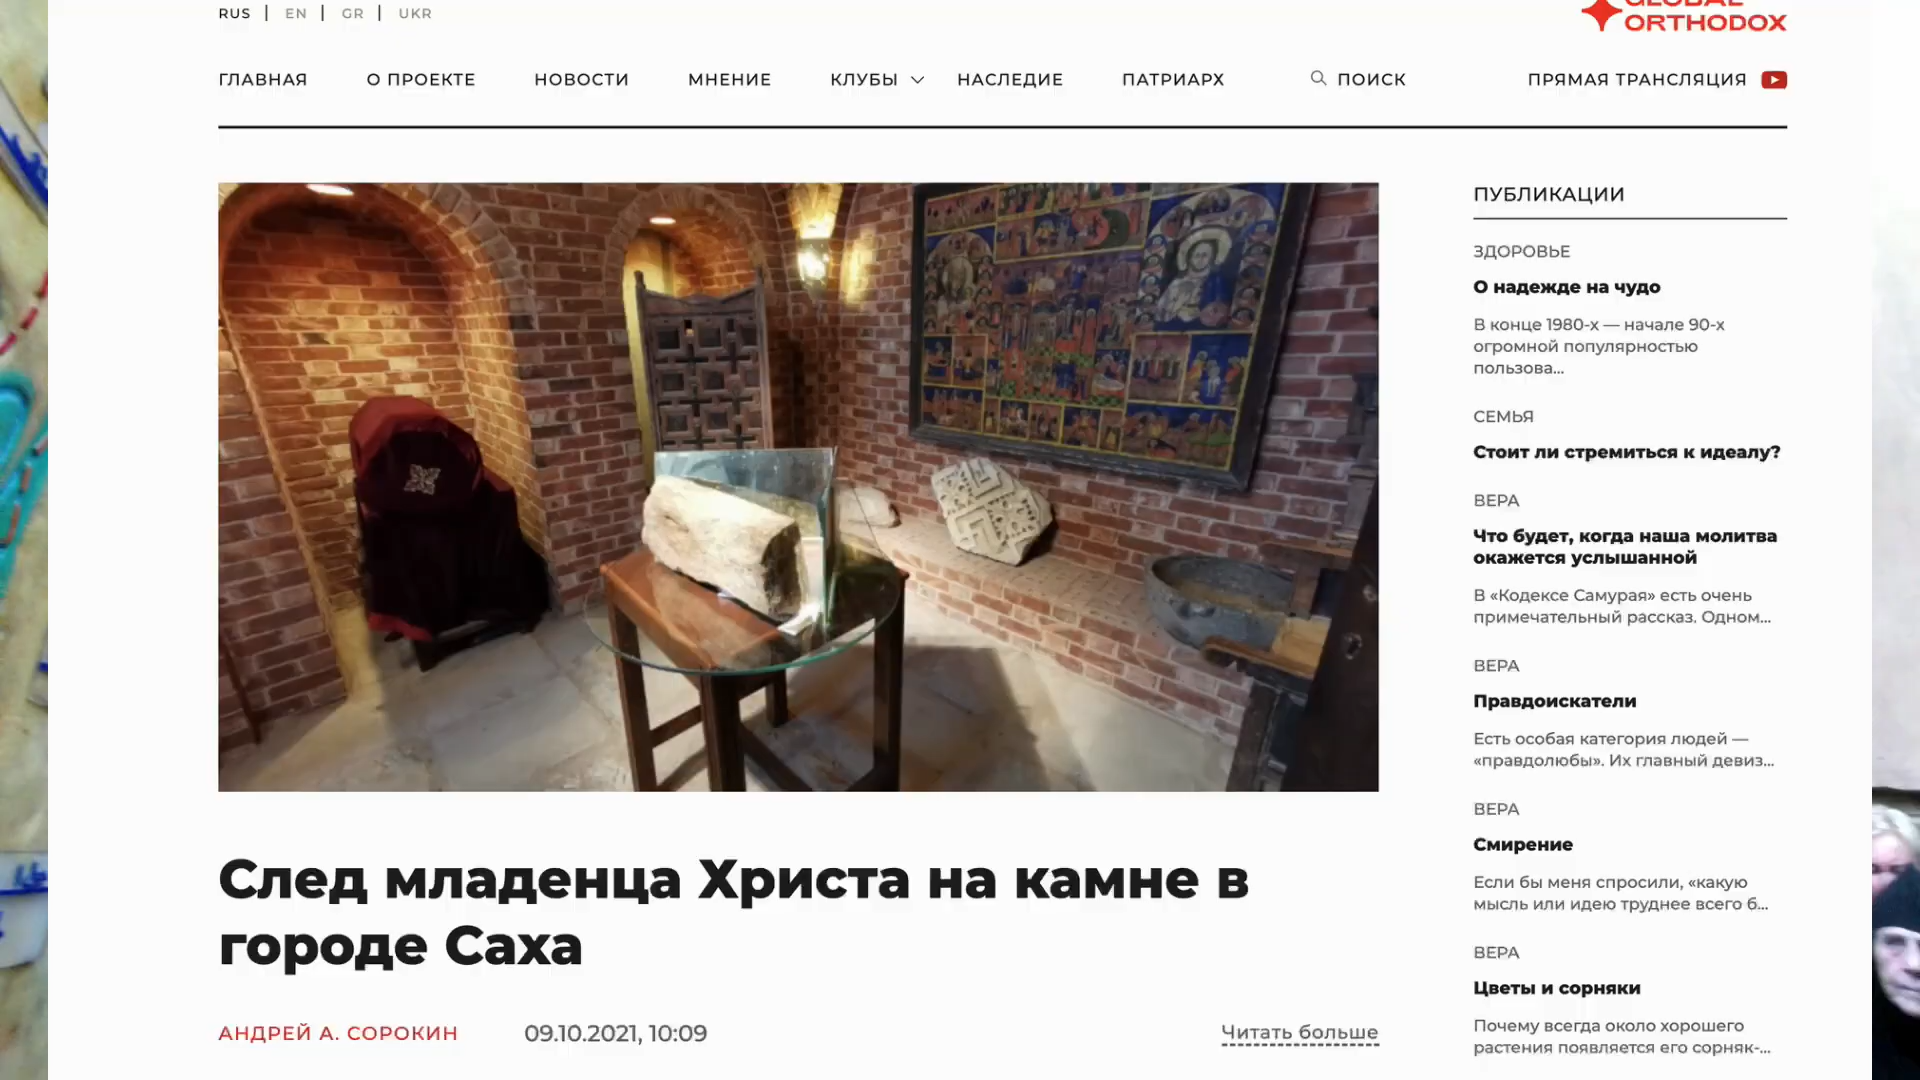 RUS | EN | GR | UKR
GLOBAL
ORTHODOX
ГЛАВНАЯ О ПРОЕКТЕ НОВОСТИ МНЕНИЕ КЛУБЫ НАСЛЕДИЕ ПАТРИАРХ ПОИСК ПРЯМАЯ ТРАНСЛЯЦИЯ
След младенца Христа на камне в
городе Саха
АНДРЕЙ А. СОРОКИН 09.10.2021, 10:09 Читать больше
ПУБЛИКАЦИИ
ЗДОРОВЬЕ
О надежде на чудо
В конце 1980-х — начале 90-х
огромной популярностью
пользова...
СЕМЬЯ
Стоит ли стремиться к идеалу?
ВЕРА
Что будет, когда наша молитва
окажется услышанной
В «Кодексе Самурая» есть очень
примечательный рассказ. Одном...
ВЕРА
Правдоискатели
Есть особая категория людей —
«правдолюбы». Их главный девиз...
ВЕРА
Смирение
Если бы меня спросили, «какую
мысль или идею труднее всего б...
ВЕРА
Цветы и сорняки
Почему всегда около хорошего
растения появляется его сорняк-...